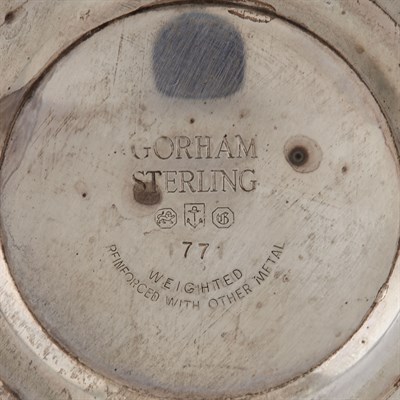 GORHAM
STERLING
77
WEIGHTED
REINFORCED WITH OTHER METAL